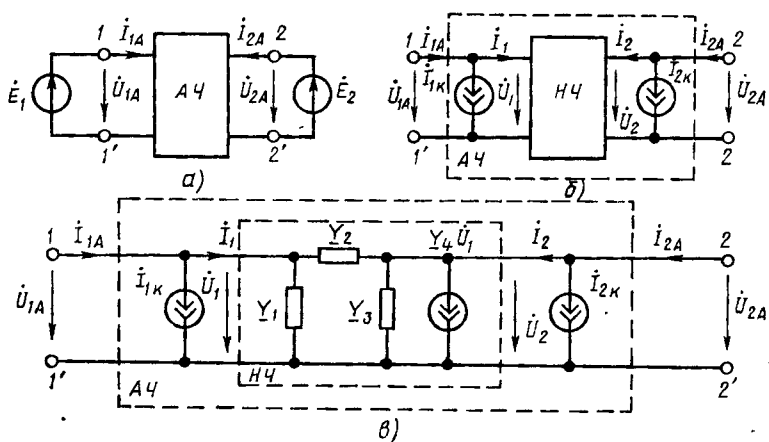 1 İ1A İ2A 2
Ė1 U̇1A АЧ U̇2A Ė2
1' 2'
а)
1 İ1A İ1 İ2 İ2A 2
U̇1A İ1к U̇1 НЧ U̇2 İ2к U̇2A
1' АЧ 2
б)
1 İ1A İ1 Y2 Y4U̇1 İ2 İ2A 2
U̇1A İ1к U̇1 Y1 Y3 U̇2 İ2к U̇2A
1' АЧ НЧ 2'
в)